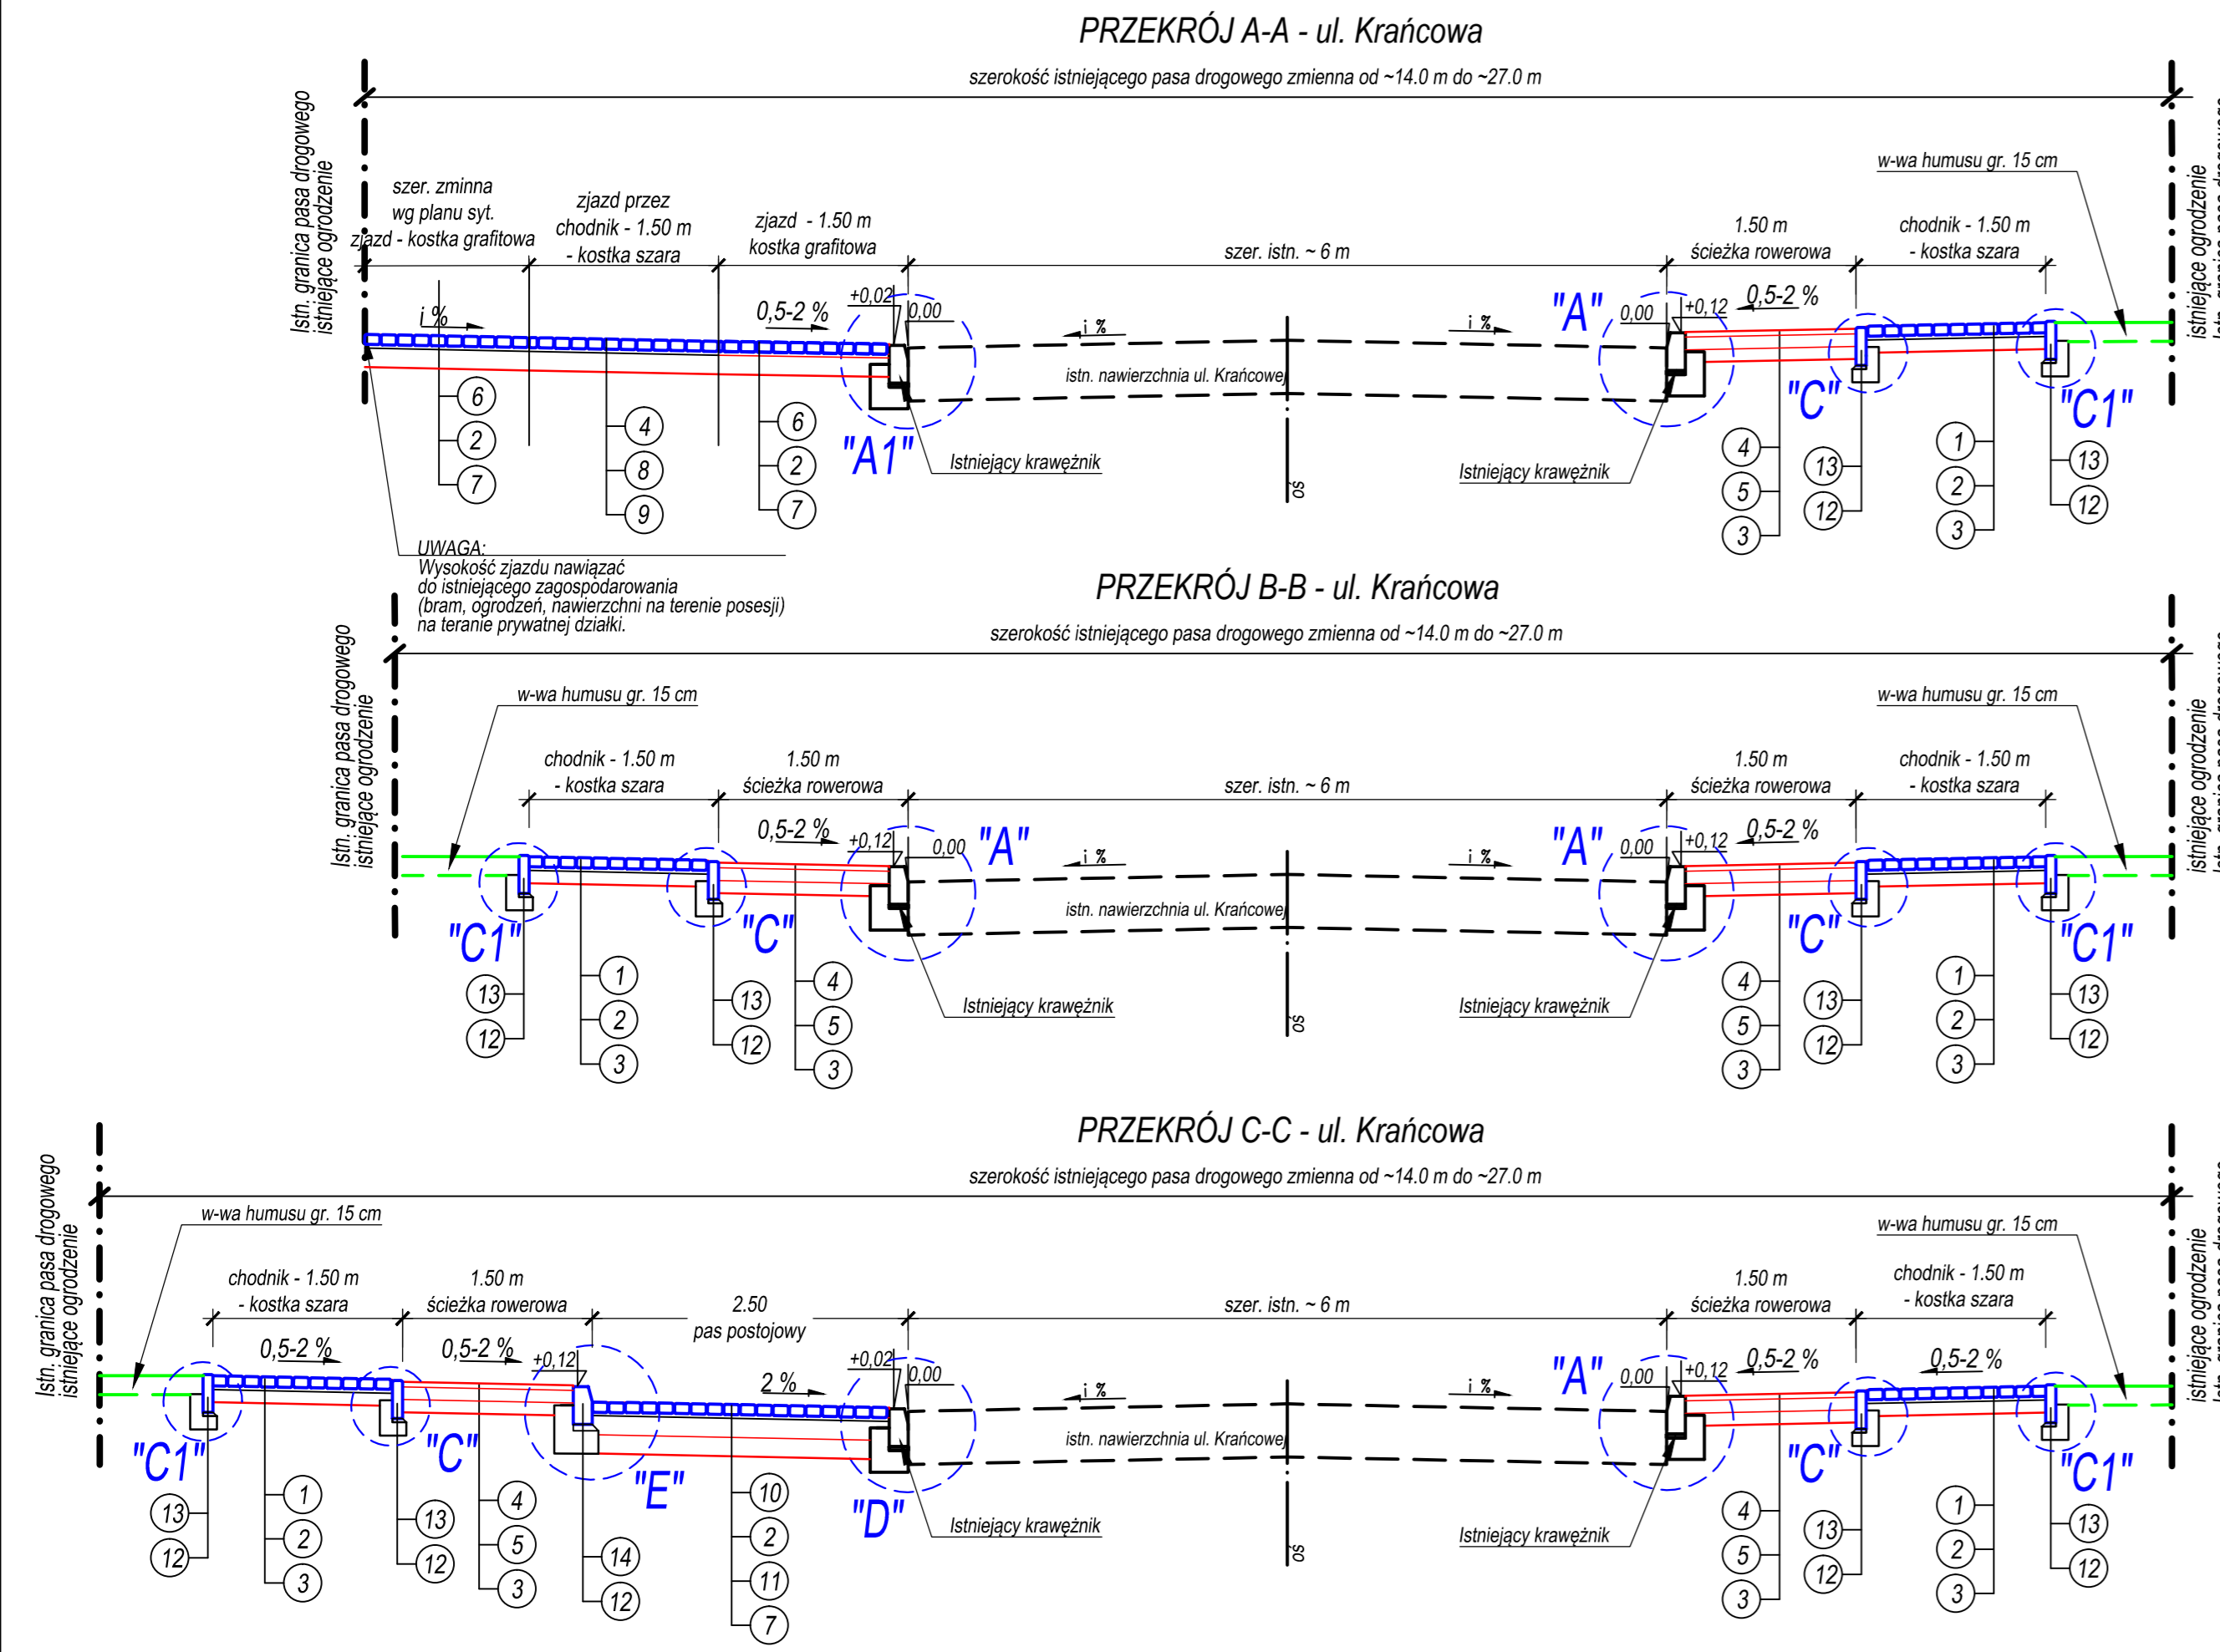 PRZEKRÓJ A-A - ul. Krańcowa
szerokość istniejącego pasa drogowego zmienna od ~14.0 m do ~27.0 m
Istn. granica pasa drogowego
istniejące ogrodzenie
szer. zminna
wg planu syt.
zjazd - kostka grafitowa
zjazd przez
chodnik - 1.50 m
- kostka szara
zjazd - 1.50 m
kostka grafitowa
szer. istn. ~ 6 m
1.50 m
ścieżka rowerowa
chodnik - 1.50 m
- kostka szara
w-wa humusu gr. 15 cm
istniejące ogrodzenie
i %
0,5-2 %
+0,02
0,00
i %
i %
"A"
0,00
+0,12
0,5-2 %
istn. nawierzchnia ul. Krańcowej
"A1"
"C"
"C1"
Istniejący krawężnik
Istniejący krawężnik
oś
6
2
7
4
8
9
6
2
7
4
5
3
13
12
1
2
3
13
12
UWAGA:
Wysokość zjazdu nawiązać
do istniejącego zagospodarowania
(bram, ogrodzeń, nawierzchni na terenie posesji)
na teranie prywatnej działki.
PRZEKRÓJ B-B - ul. Krańcowa
szerokość istniejącego pasa drogowego zmienna od ~14.0 m do ~27.0 m
Istn. granica pasa drogowego
istniejące ogrodzenie
w-wa humusu gr. 15 cm
chodnik - 1.50 m
- kostka szara
1.50 m
ścieżka rowerowa
szer. istn. ~ 6 m
1.50 m
ścieżka rowerowa
chodnik - 1.50 m
- kostka szara
w-wa humusu gr. 15 cm
istniejące ogrodzenie
0,5-2 %
+0,12
0,00
"A"
i %
i %
"A"
0,00
+0,12
0,5-2 %
istn. nawierzchnia ul. Krańcowej
"C1"
"C"
"C"
"C1"
Istniejący krawężnik
Istniejący krawężnik
oś
13
12
1
2
3
13
12
4
5
3
4
5
3
13
12
1
2
3
13
12
PRZEKRÓJ C-C - ul. Krańcowa
szerokość istniejącego pasa drogowego zmienna od ~14.0 m do ~27.0 m
Istn. granica pasa drogowego
istniejące ogrodzenie
w-wa humusu gr. 15 cm
chodnik - 1.50 m
- kostka szara
1.50 m
ścieżka rowerowa
2.50
pas postojowy
szer. istn. ~ 6 m
1.50 m
ścieżka rowerowa
chodnik - 1.50 m
- kostka szara
w-wa humusu gr. 15 cm
istniejące ogrodzenie
0,5-2 %
0,5-2 %
+0,12
2 %
+0,02
0,00
i %
i %
"A"
0,00
+0,12
0,5-2 %
0,5-2 %
istn. nawierzchnia ul. Krańcowej
"C1"
"C"
"E"
"D"
"C"
"C1"
Istniejący krawężnik
Istniejący krawężnik
oś
13
12
1
2
3
13
12
4
5
3
14
12
10
2
11
7
4
5
3
13
12
1
2
3
13
12